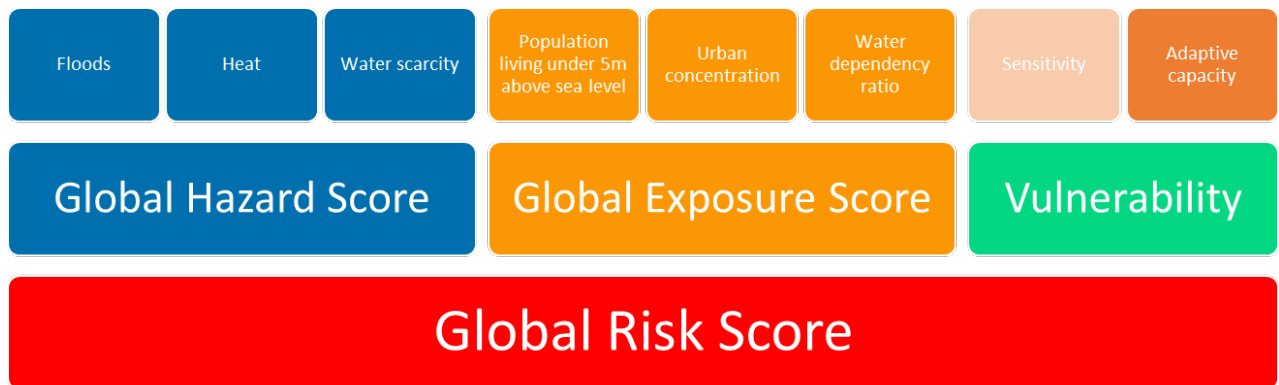 Floods
Heat
Water scarcity
Population
living under 5m
above sea level
Urban
concentration
Water
dependency
ratio
Sensitivity
Adaptive
capacity
Global Hazard Score
Global Exposure Score
Vulnerability
Global Risk Score